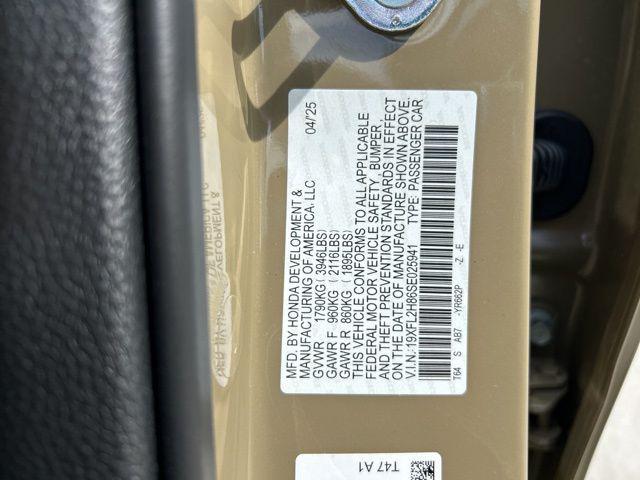 MFD. BY HONDA DEVELOPMENT &
MANUFACTURING OF AMERICA, LLC 04/25
GVWR 1790KG ( 3946LBS)
GAWR F 960KG ( 2116LBS)
GAWR R 860KG ( 1895LBS)
THIS VEHICLE CONFORMS TO ALL APPLICABLE
FEDERAL MOTOR VEHICLE SAFETY, BUMPER,
AND THEFT PREVENTION STANDARDS IN EFFECT
ON THE DATE OF MANUFACTURE SHOWN ABOVE.
V.I.N.:19XFL2H86SE025941 TYPE: PASSENGER CAR
T64 S AB7 -YR662P -Z -E
T47 A1